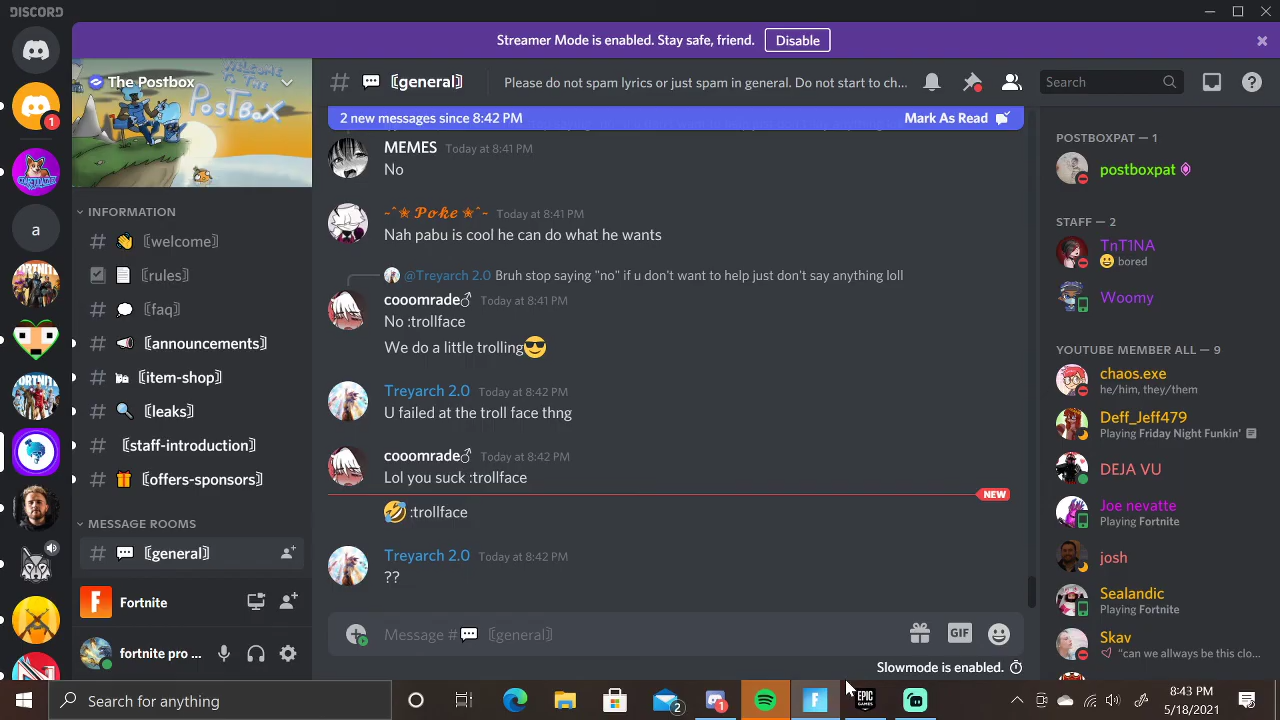 DISCORD
Streamer Mode is enabled. Stay safe, friend. Disable
The Postbox
WELCOME TO THE POSTBOX
# 💬 〖general〗 Please do not spam lyrics or just spam in general. Do not start to ch... Search
2 new messages since 8:42 PM Mark As Read
MEMES Today at 8:41 PM
No
-ˆ✬ 𝓟𝓸𝓴𝓮 ✬ˆ- Today at 8:41 PM
Nah pabu is cool he can do what he wants
@Treyarch 2.0 Bruh stop saying "no" if u don't want to help just don't say anything loll
cooomrade♂ Today at 8:41 PM
No :trollface
We do a little trolling😎
Treyarch 2.0 Today at 8:42 PM
U failed at the troll face thng
cooomrade♂ Today at 8:42 PM
Lol you suck :trollface
NEW
🤣 :trollface
Treyarch 2.0 Today at 8:42 PM
??
Message #💬 〖general〗
GIF
Slowmode is enabled.
INFORMATION
# 👋 〖welcome〗
📄 〖rules〗
# 💭 〖faq〗
# 📢 〖announcements〗
# 〖item-shop〗
# 🔍 〖leaks〗
# 〖staff-introduction〗
# 🎁 〖offers-sponsors〗
MESSAGE ROOMS
# 💬 〖general〗
Fortnite
fortnite pro ...
1
a
POSTBOXPAT — 1
postboxpat
STAFF — 2
TnT1NA
😃 bored
Woomy
YOUTUBE MEMBER ALL — 9
chaos.exe
he/him, they/them
Deff_Jeff479
Playing Friday Night Funkin'
DEJA VU
Joe nevatte
Playing Fortnite
josh
Sealandic
Playing Fortnite
Skav
"can we allways be this clo...
Search for anything
2
1
EPIC GAMES
8:43 PM
5/18/2021